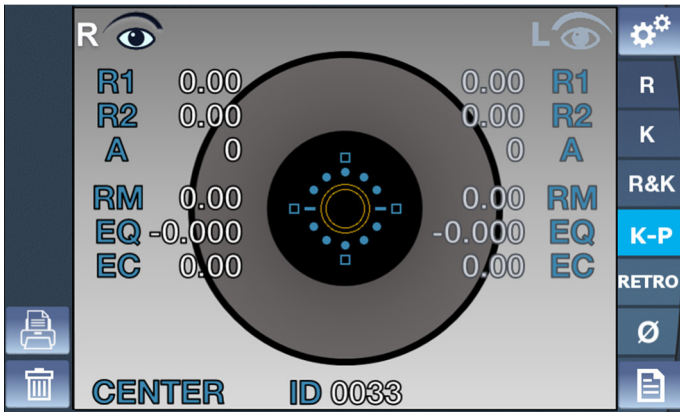 R L
R1 0.00 0.00 R1
R2 0.00 0.00 R2
A 0 0 A
RM 0.00 0.00 RM
EQ -0.000 -0.000 EQ
EC 0.00 0.00 EC
CENTER ID 0033
R
K
R&K
K-P
RETRO
Ø